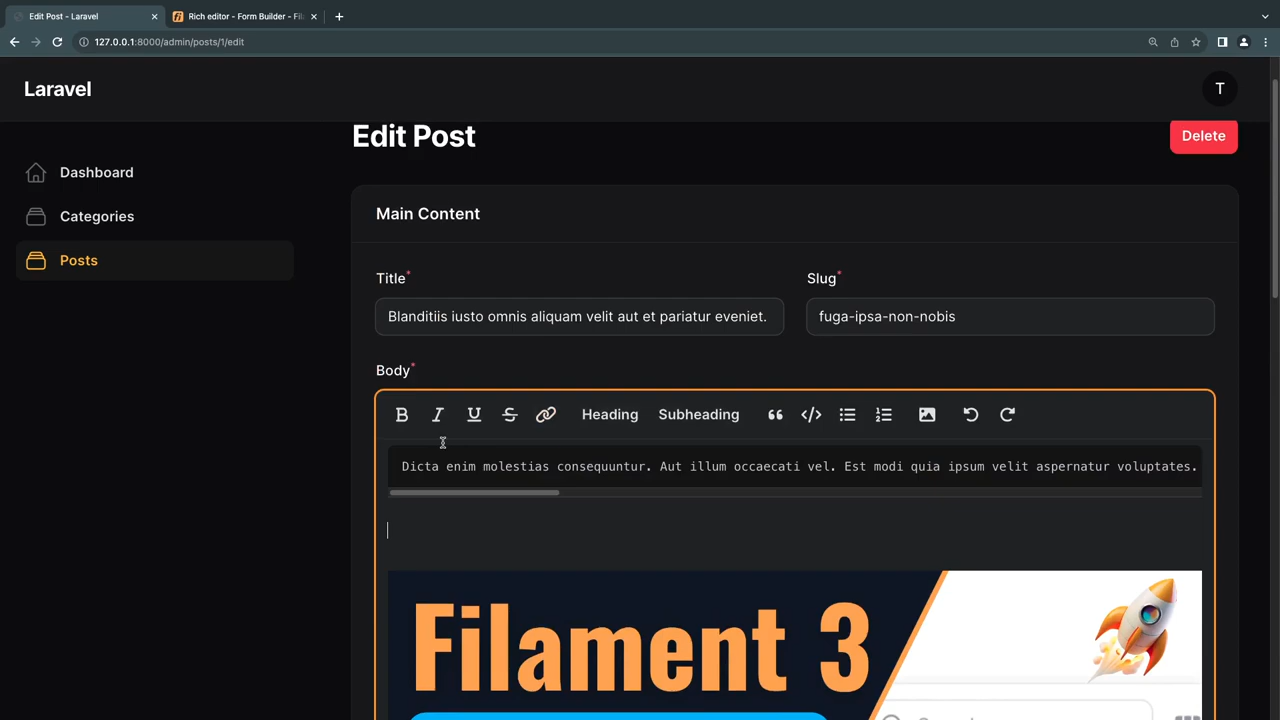 Edit Post - Laravel
Rich editor - Form Builder - Fil
127.0.0.1:8000/admin/posts/1/edit
Laravel
T
Edit Post
Delete
Dashboard
Categories
Posts
Main Content
Title*
Slug*
Blanditiis iusto omnis aliquam velit aut et pariatur eveniet.
fuga-ipsa-non-nobis
Body*
Heading
Subheading
Dicta enim molestias consequuntur. Aut illum occaecati vel. Est modi quia ipsum velit aspernatur voluptates.
Filament 3